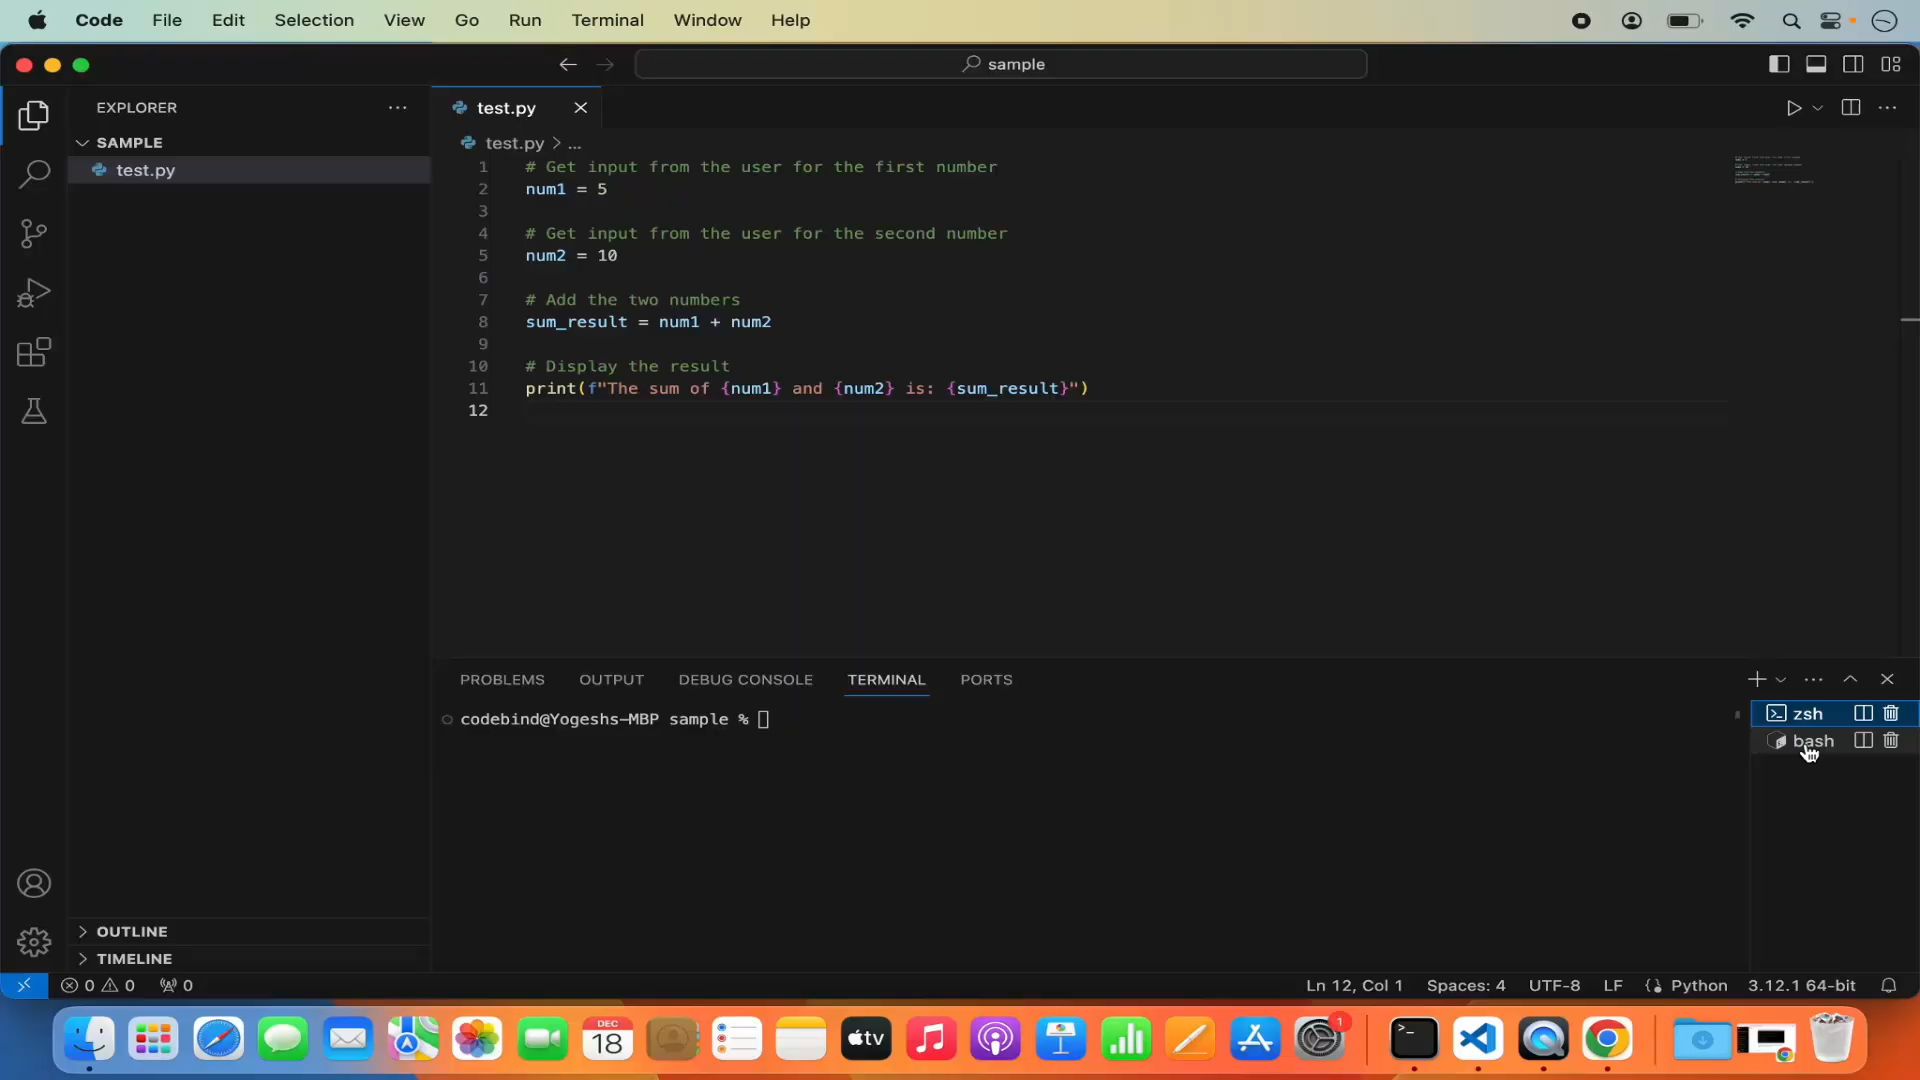 Code File Edit Selection View Go Run Terminal Window Help
sample
EXPLORER
test.py
SAMPLE
test.py
test.py > ...
1 # Get input from the user for the first number
2 num1 = 5
3
4 # Get input from the user for the second number
5 num2 = 10
6
7 # Add the two numbers
8 sum_result = num1 + num2
9
10 # Display the result
11 print(f"The sum of {num1} and {num2} is: {sum_result}")
12
PROBLEMS OUTPUT DEBUG CONSOLE TERMINAL PORTS
codebind@Yogeshs-MBP sample %
zsh
bash
OUTLINE
TIMELINE
0 0 0 Ln 12, Col 1 Spaces: 4 UTF-8 LF Python 3.12.1 64-bit
DEC
18
tv
1